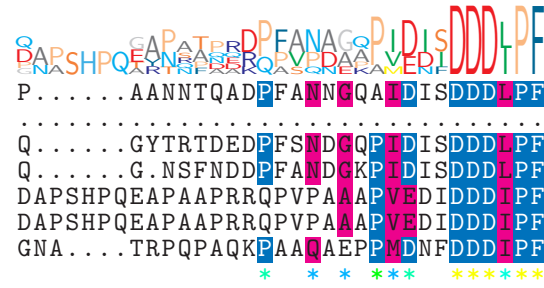 P......AANNTQADPFANNGQAIDISDDDLPF
.................................
Q......GYTRTDEDPFSNDGQPIDISDDDLPF
Q......G.NSFNDDPFANDGKPIDISDDDLPF
DAPSHPQEAPAAPRRQPVPAAAPVEDIDDDIPF
DAPSHPQEAPAAPRRQPVPAAAPVEDIDDDIPF
GNA....TRPQPAQKPAAQAEPPMDNFDDDIPF
* * * * * * * * * * * *